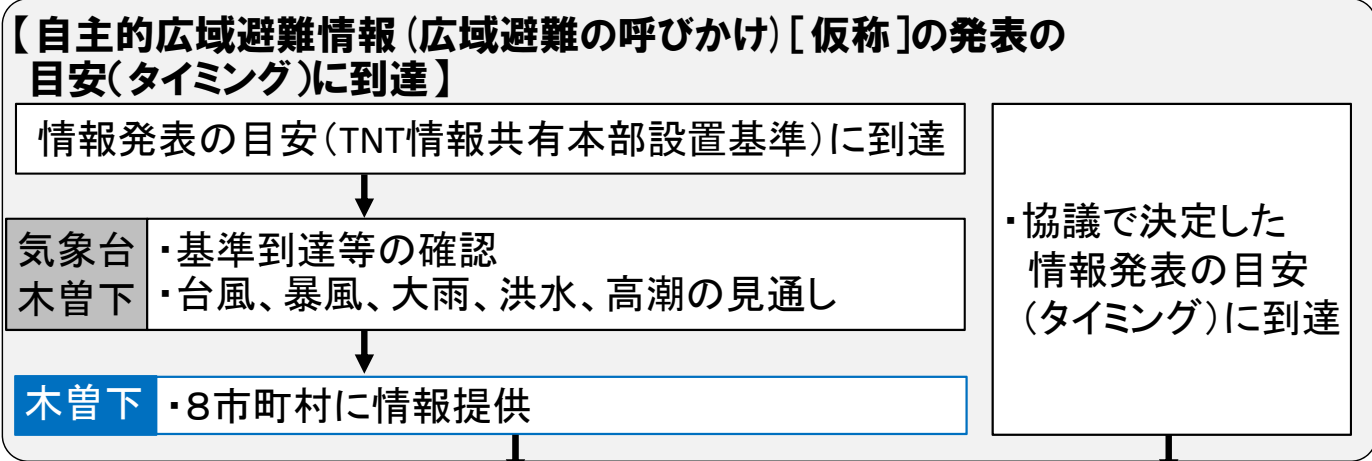 【自主的広域避難情報(広域避難の呼びかけ)[仮称]の発表の
目安(タイミング)に到達】
情報発表の目安(TNT情報共有本部設置基準)に到達
気象台
木曽下
・基準到達等の確認
・台風、暴風、大雨、洪水、高潮の見通し
木曽下
・8市町村に情報提供
・協議で決定した
情報発表の目安
(タイミング)に到達